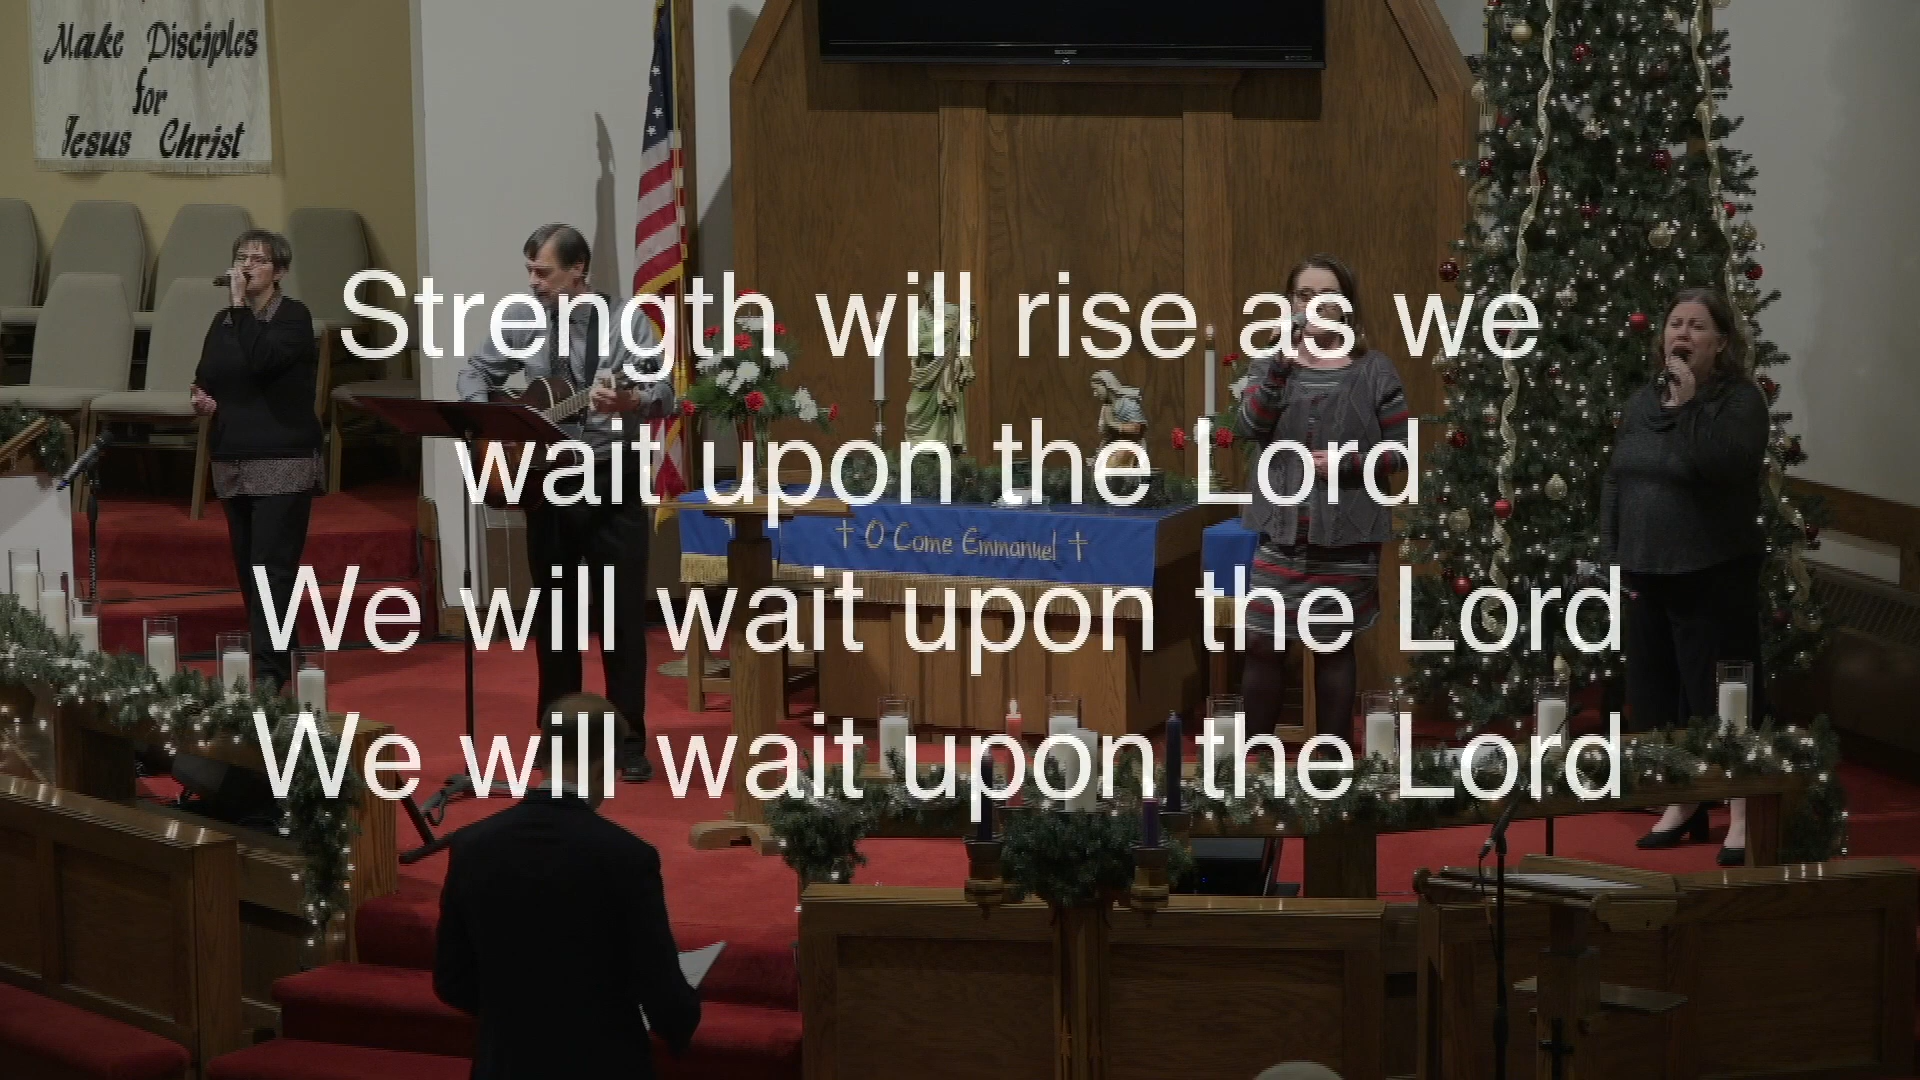 Make Disciples
for
Jesus Christ
Strength will rise as we
wait upon the Lord
† O Come Emmanuel †
We will wait upon the Lord
We will wait upon the Lord